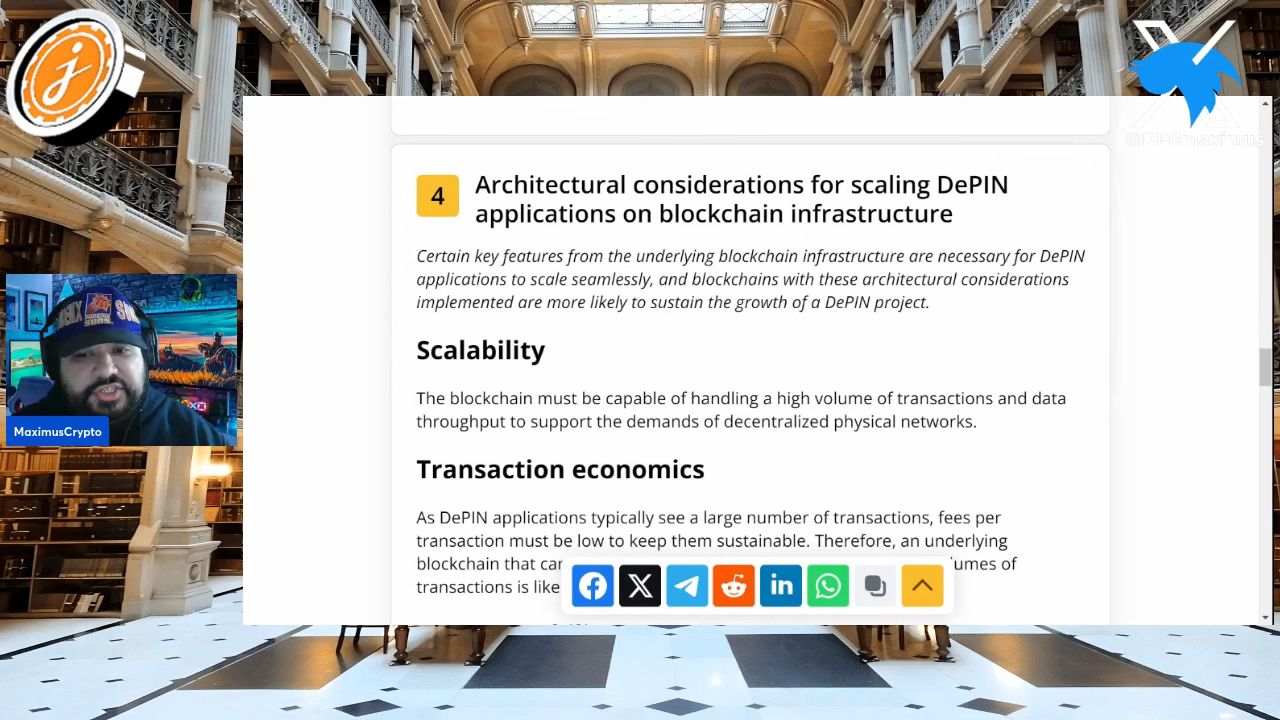 4
Architectural considerations for scaling DePIN
applications on blockchain infrastructure
Certain key features from the underlying blockchain infrastructure are necessary for DePIN
applications to scale seamlessly, and blockchains with these architectural considerations
implemented are more likely to sustain the growth of a DePIN project.
Scalability
The blockchain must be capable of handling a high volume of transactions and data
throughput to support the demands of decentralized physical networks.
Transaction economics
As DePIN applications typically see a large number of transactions, fees per
transaction must be low to keep them sustainable. Therefore, an underlying
blockchain that
transactions is
MaximusCrypto
@DPGmaximus